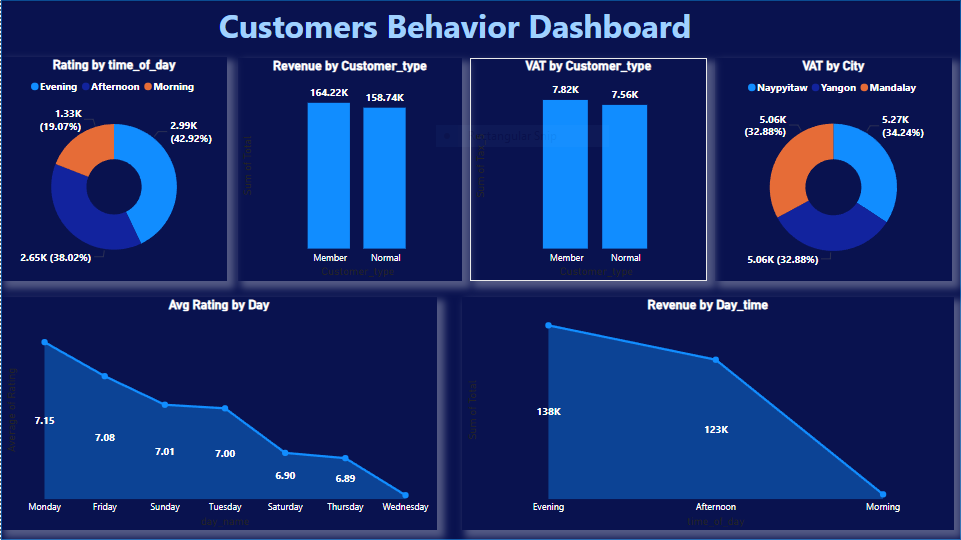 Customers Behavior Dashboard
Rating by time_of_day
Evening Afternoon Morning
1.33K
(19.07%)
2.99K
(42.92%)
2.65K (38.02%)
Revenue by Customer_type
Sum of Total
164.22K
158.74K
Member Normal
Customer_type
VAT by Customer_type
Sum of Tax
7.82K
7.56K
Member Normal
Customer_type
VAT by City
Naypyitaw Yangon Mandalay
5.06K
(32.88%)
5.27K
(34.24%)
5.06K (32.88%)
Avg Rating by Day
Average of Rating
7.15
7.08
7.01
7.00
6.90
6.89
Monday Friday Sunday Tuesday Saturday Thursday Wednesday
day_name
Revenue by Day_time
Sum of Total
138K
123K
Evening Afternoon Morning
time_of_day